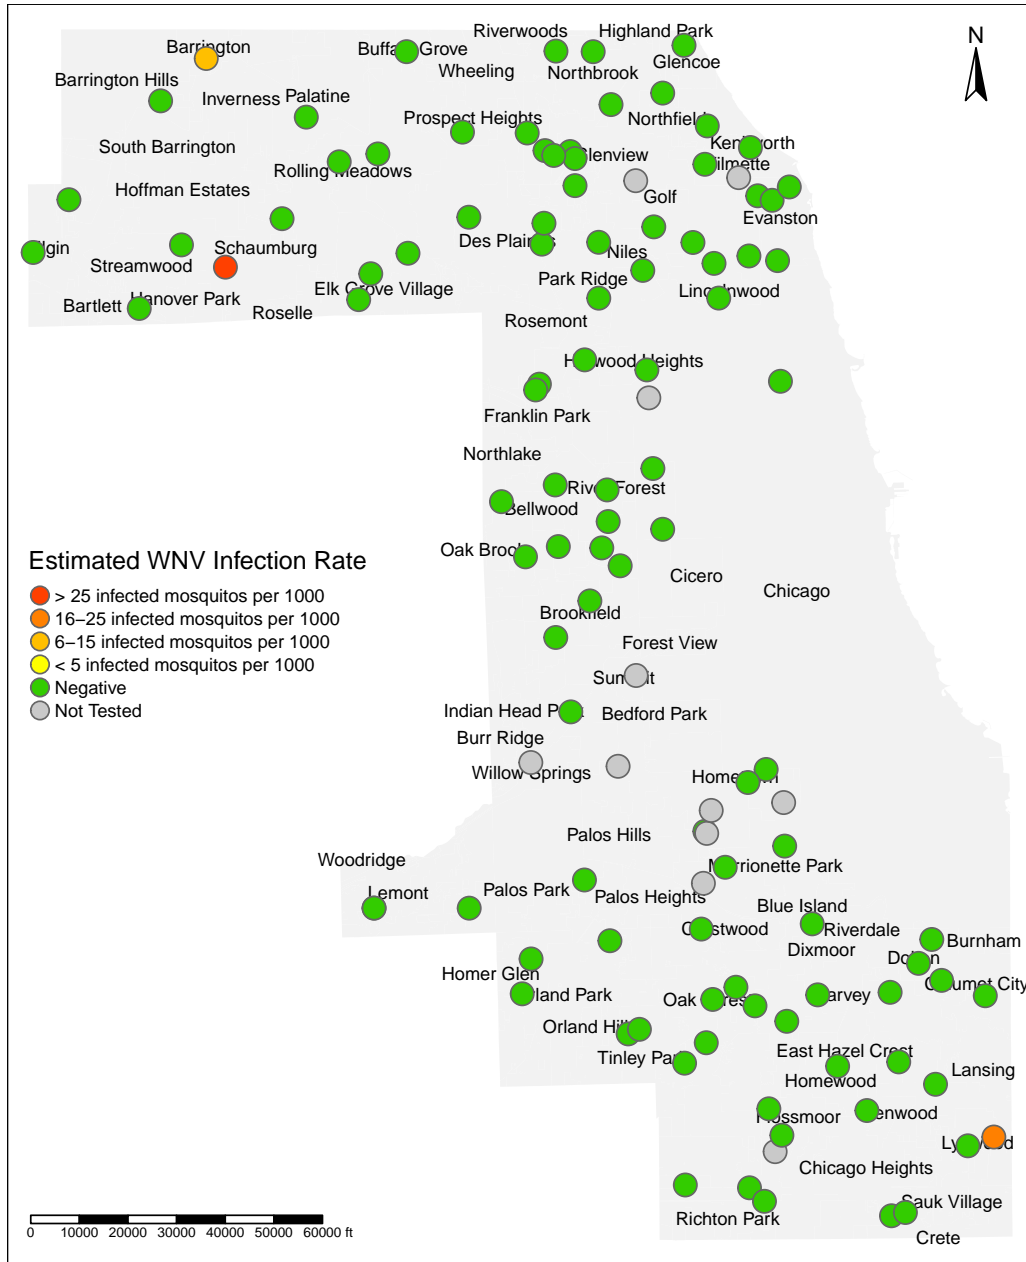 Riverwoods
Highland Park
N
Barrington
Buffalo Grove
Glencoe
Wheeling
Northbrook
Barrington Hills
Inverness
Palatine
Prospect Heights
Northfield
Kenilworth
South Barrington
Glenview
Wilmette
Rolling Meadows
Hoffman Estates
Golf
Evanston
Elgin
Schaumburg
Des Plaines
Niles
Streamwood
Park Ridge
Hanover Park
Elk Grove Village
Lincolnwood
Bartlett
Roselle
Rosemont
Harwood Heights
Franklin Park
Northlake
River Forest
Bellwood
Oak Brook
Estimated WNV Infection Rate
> 25 infected mosquitos per 1000
16–25 infected mosquitos per 1000
6–15 infected mosquitos per 1000
< 5 infected mosquitos per 1000
Negative
Not Tested
Cicero
Chicago
Brookfield
Forest View
Summit
Indian Head Park
Bedford Park
Burr Ridge
Willow Springs
Hometown
Palos Hills
Woodridge
Merrionette Park
Lemont
Palos Park
Palos Heights
Blue Island
Crestwood
Riverdale
Burnham
Dixmoor
Dolton
Homer Glen
Calumet City
Orland Park
Oak Forest
Harvey
Orland Hills
Tinley Park
East Hazel Crest
Lansing
Homewood
Flossmoor
Glenwood
Lynwood
Chicago Heights
Sauk Village
Richton Park
Crete
0 10000 20000 30000 40000 50000 60000 ft